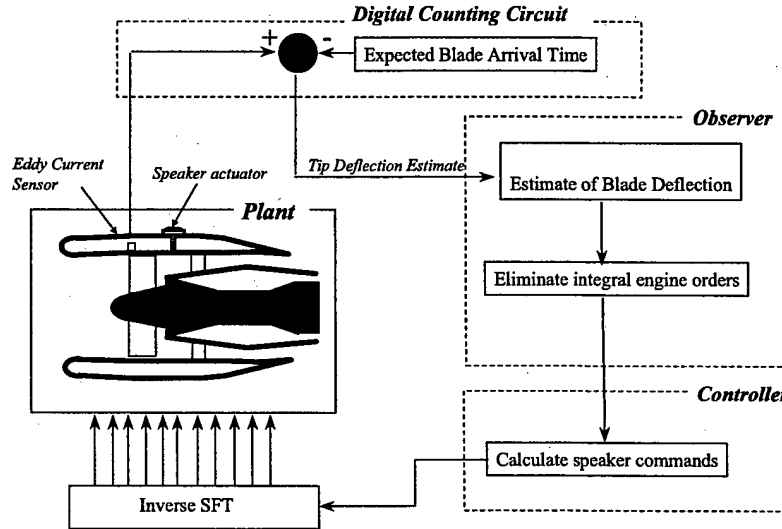 Digital Counting Circuit
+
-
Expected Blade Arrival Time
Observer
Eddy Current
Sensor
Speaker actuator
Tip Deflection Estimate
Estimate of Blade Deflection
Plant
Eliminate integral engine orders
Controller
Calculate speaker commands
Inverse SFT